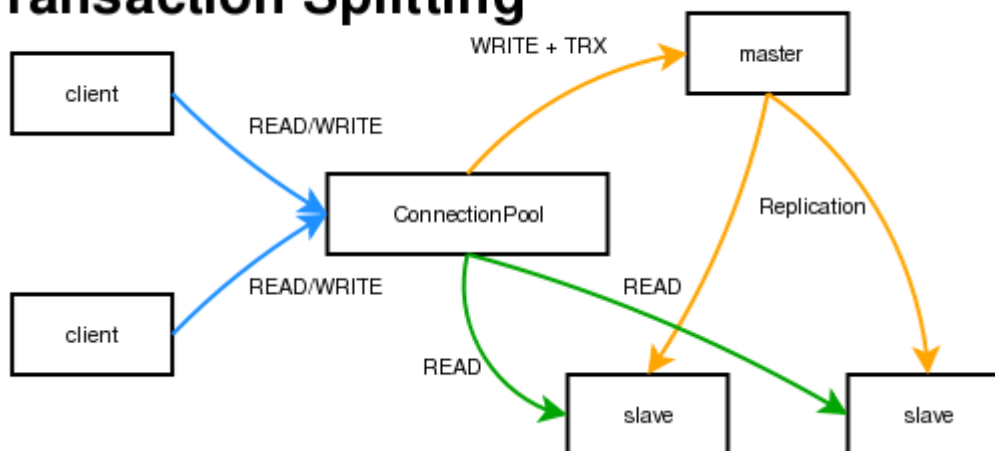 ransaction Splitting
WRITE + TRX
master
client
READ/WRITE
Replication
ConnectionPool
READ/WRITE
READ
client
READ
slave
slave